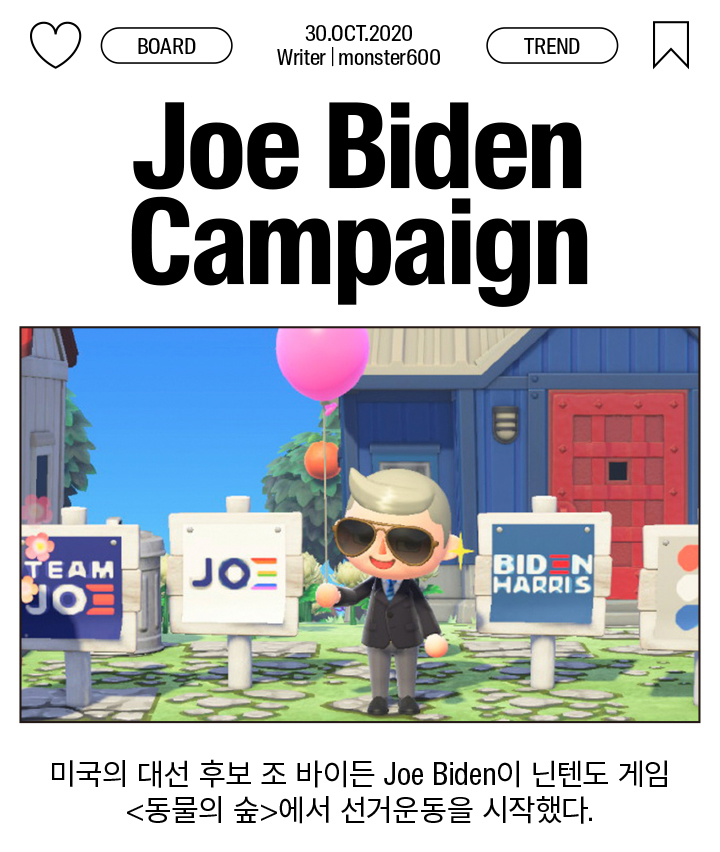 BOARD
30.OCT.2020
Writer | monster600
TREND
Joe Biden
Campaign
TEAM
JOE
JOE
BIDEN
HARRIS
미국의 대선 후보 조 바이든 Joe Biden이 닌텐도 게임
<동물의 숲>에서 선거운동을 시작했다.